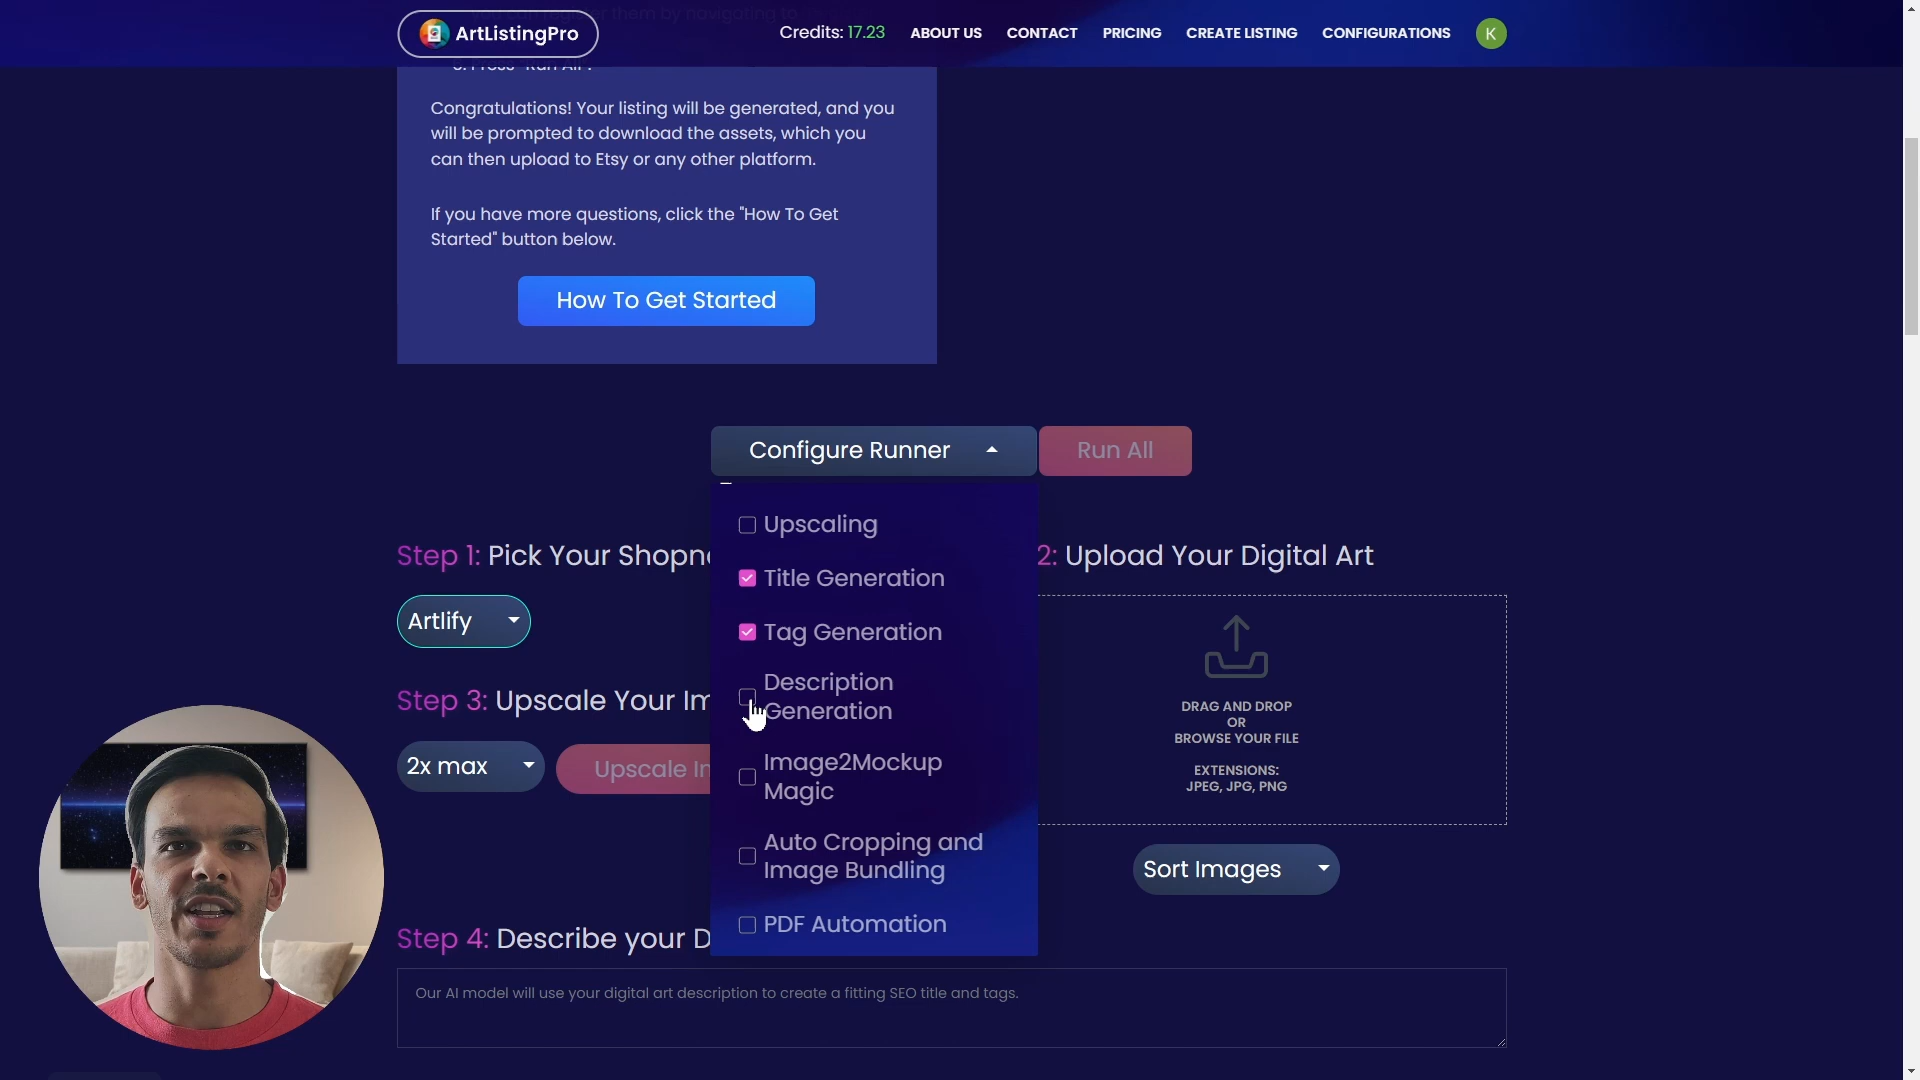 ArtListingPro
Credits: 17.23
ABOUT US
CONTACT
PRICING
CREATE LISTING
CONFIGURATIONS
K
Congratulations! Your listing will be generated, and you
will be prompted to download the assets, which you
can then upload to Etsy or any other platform.
If you have more questions, click the "How To Get
Started" button below.
How To Get Started
Configure Runner
Run All
Upscaling
Title Generation
Tag Generation
Description
Generation
Image2Mockup
Magic
Auto Cropping and
Image Bundling
PDF Automation
Step 1: Pick Your Shopn
Artlify
2: Upload Your Digital Art
DRAG AND DROP
OR
BROWSE YOUR FILE
EXTENSIONS:
JPEG, JPG, PNG
Sort Images
Step 3: Upscale Your Im
2x max
Upscale Im
Step 4: Describe your D
Our AI model will use your digital art description to create a fitting SEO title and tags.